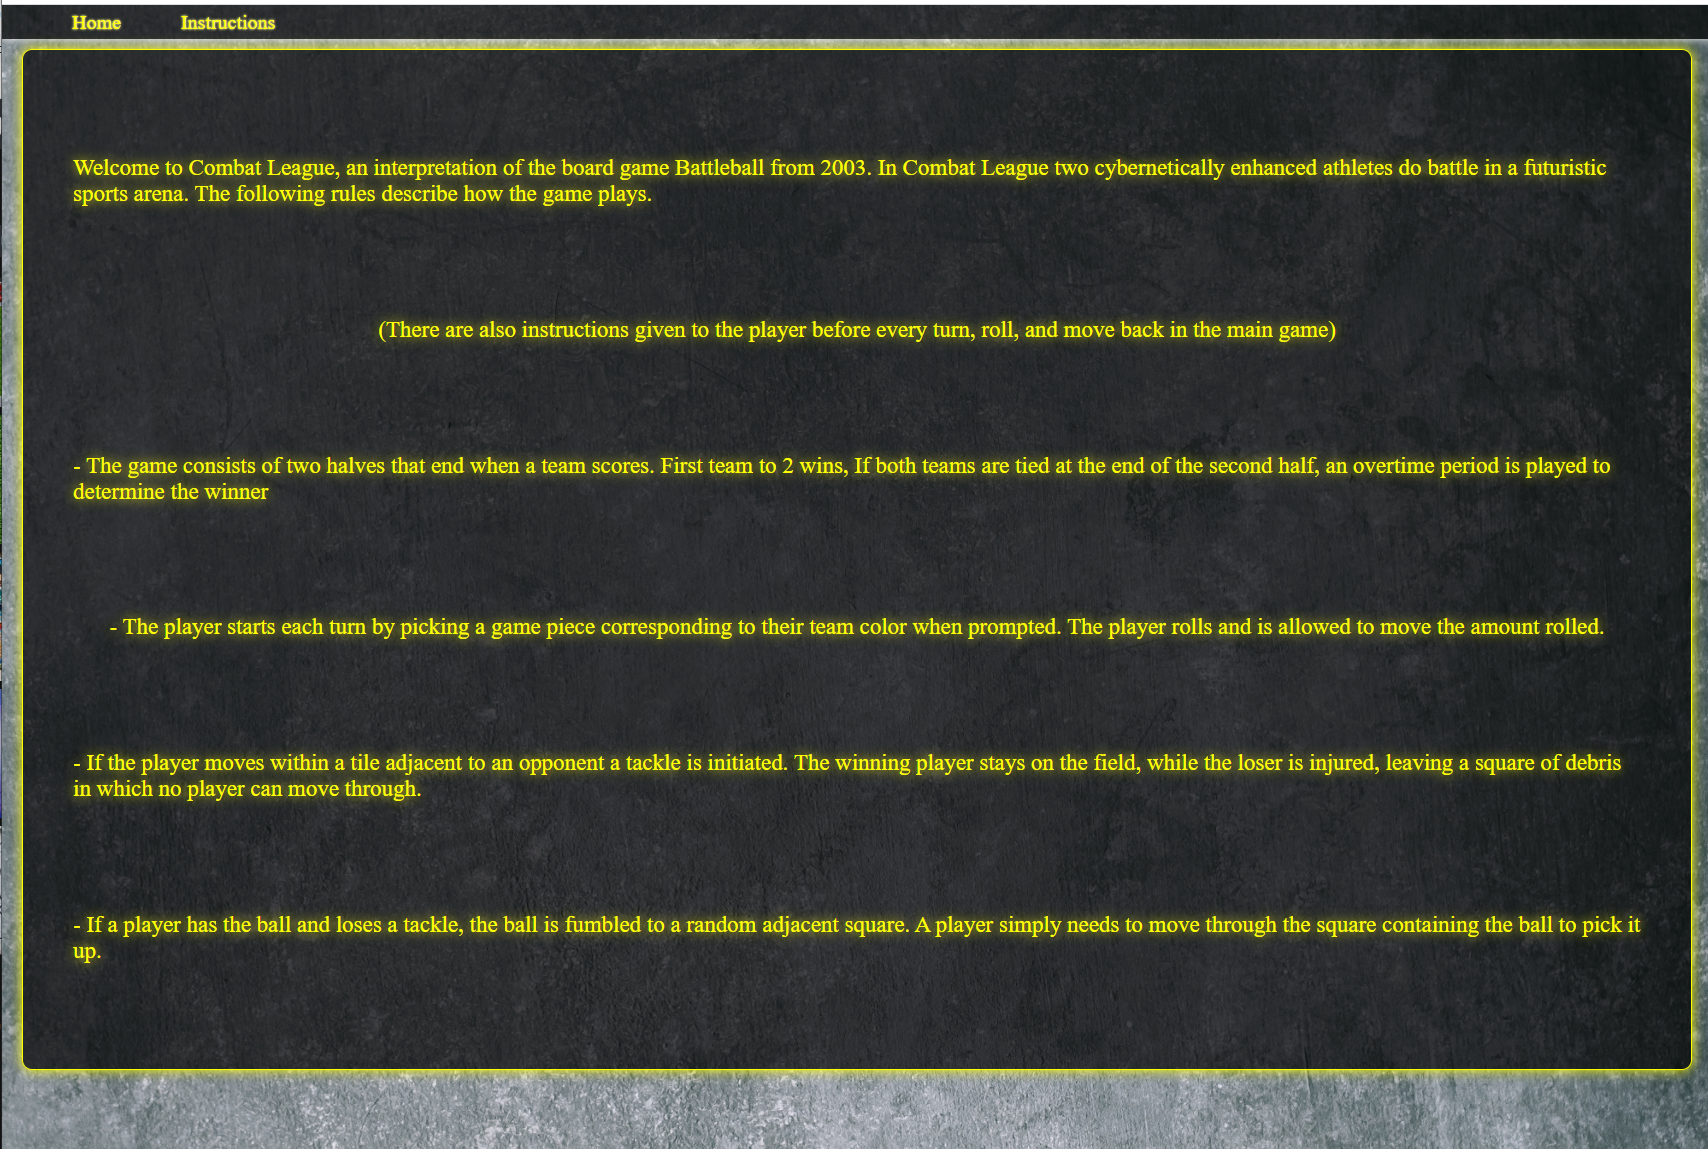 Home Instructions
Welcome to Combat League, an interpretation of the board game Battleball from 2003. In Combat League two cybernetically enhanced athletes do battle in a futuristic
sports arena. The following rules describe how the game plays.
(There are also instructions given to the player before every turn, roll, and move back in the main game)
- The game consists of two halves that end when a team scores. First team to 2 wins, If both teams are tied at the end of the second half, an overtime period is played to
determine the winner
- The player starts each turn by picking a game piece corresponding to their team color when prompted. The player rolls and is allowed to move the amount rolled.
- If the player moves within a tile adjacent to an opponent a tackle is initiated. The winning player stays on the field, while the loser is injured, leaving a square of debris
in which no player can move through.
- If a player has the ball and loses a tackle, the ball is fumbled to a random adjacent square. A player simply needs to move through the square containing the ball to pick it
up.